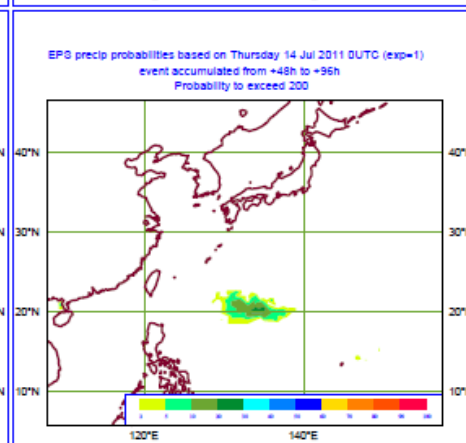 EPS precip probabilities based on Thursday 14 Jul 2011 0UTC (exp=1)
event accumulated from +48h to +96h
Probability to exceed 200
40°N 40°N
30°N 30°N
20°N 20°N
10°N 10°N
120°E 140°E